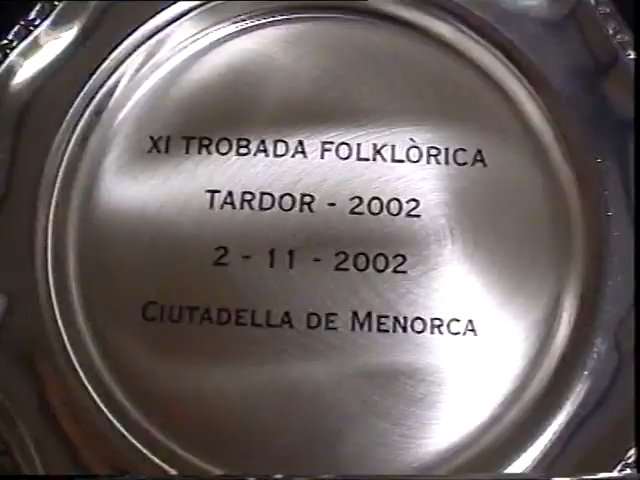 XI TROBADA FOLKLÒRICA
TARDOR - 2002
2 - 11 - 2002
CIUTADELLA DE MENORCA